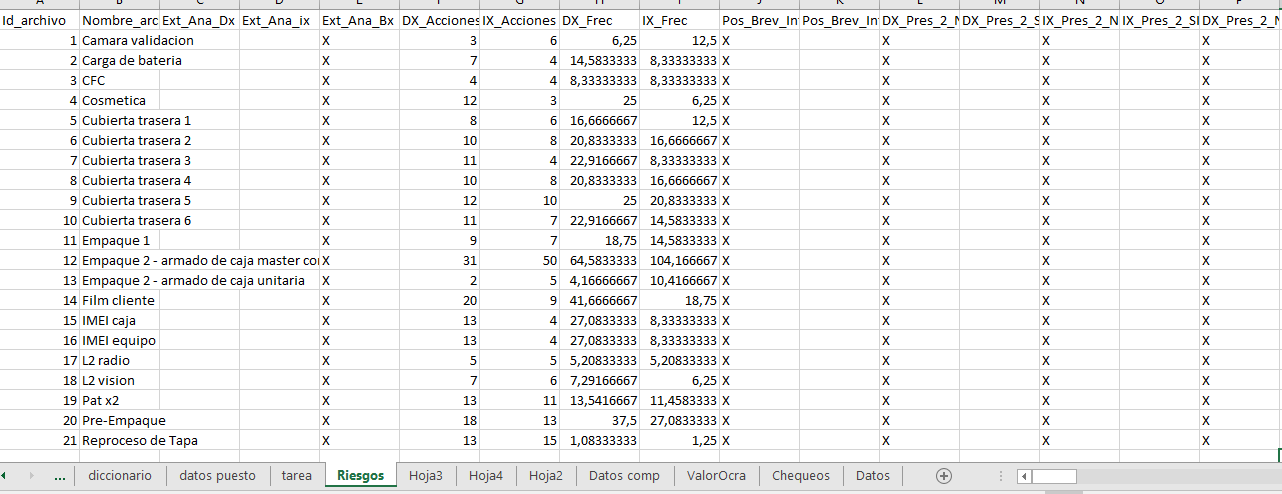 A B C D E F G H I J K L M N O P
Id_archivo Nombre_arc Ext_Ana_Dx Ext_Ana_ix Ext_Ana_Bx DX_Acciones IX_Acciones DX_Frec IX_Frec Pos_Brev_In Pos_Brev_In DX_Pres_2_N DX_Pres_2_S IX_Pres_2_N IX_Pres_2_SI DX_Pres_2_N
1 Camara validacion X 3 6 6,25 12,5 X X X X
2 Carga de bateria X 7 4 14,5833333 8,33333333 X X X X
3 CFC X 4 4 8,33333333 8,33333333 X X X X
4 Cosmetica X 12 3 25 6,25 X X X X
5 Cubierta trasera 1 X 8 6 16,6666667 12,5 X X X X
6 Cubierta trasera 2 X 10 8 20,8333333 16,6666667 X X X X
7 Cubierta trasera 3 X 11 4 22,9166667 8,33333333 X X X X
8 Cubierta trasera 4 X 10 8 20,8333333 16,6666667 X X X X
9 Cubierta trasera 5 X 12 10 25 20,8333333 X X X X
10 Cubierta trasera 6 X 11 7 22,9166667 14,5833333 X X X X
11 Empaque 1 X 9 7 18,75 14,5833333 X X X X
12 Empaque 2 - armado de caja master co X 31 50 64,5833333 104,166667 X X X X
13 Empaque 2 - armado de caja unitaria X 2 5 4,16666667 10,4166667 X X X X
14 Film cliente X 20 9 41,6666667 18,75 X X X X
15 IMEI caja X 13 4 27,0833333 8,33333333 X X X X
16 IMEI equipo X 13 4 27,0833333 8,33333333 X X X X
17 L2 radio X 5 5 5,20833333 5,20833333 X X X X
18 L2 vision X 7 6 7,29166667 6,25 X X X X
19 Pat x2 X 13 11 13,5416667 11,4583333 X X X X
20 Pre-Empaque X 18 13 37,5 27,0833333 X X X X
21 Reproceso de Tapa X 13 15 1,08333333 1,25 X X X X
... diccionario datos puesto tarea Riesgos Hoja3 Hoja4 Hoja2 Datos comp ValorOcra Chequeos Datos